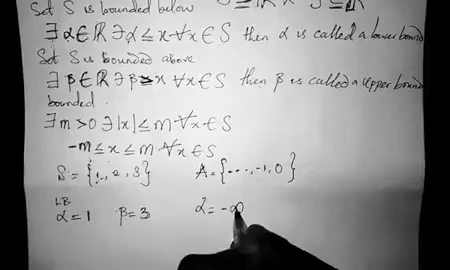 Set S is bounded below S ⊆ ℝ
∃ α ∈ ℝ ∋ α ≤ x ∀x ∈ S then α is called a lower bound
Set S is bounded above
∃ β ∈ ℝ ∋ β ≥ x ∀x ∈ S then β is called a upper bound
bounded.
∃ m > 0 ∋ |x| ≤ m ∀x ∈ S
-m ≤ x ≤ m ∀x ∈ S
S = {1, 2, 3} A = {..., -1, 0}
LB
α = 1 β = 3 α = -∞